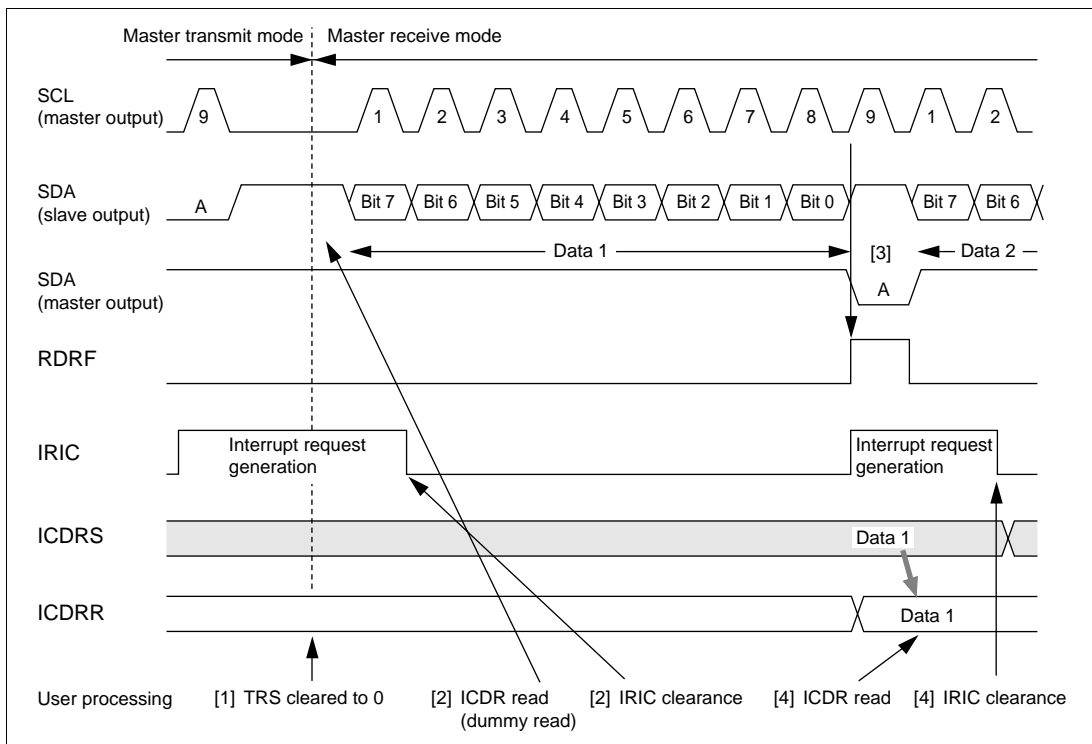 Master transmit mode
Master receive mode
SCL
(master output)
9 1 2 3 4 5 6 7 8 9 1 2
SDA
(slave output)
A Bit 7 Bit 6 Bit 5 Bit 4 Bit 3 Bit 2 Bit 1 Bit 0 Bit 7 Bit 6
Data 1 [3] Data 2
SDA
(master output)
A
RDRF
IRIC
Interrupt request
generation
Interrupt request
generation
ICDRS
Data 1
ICDRR
Data 1
User processing
[1] TRS cleared to 0
[2] ICDR read
(dummy read)
[2] IRIC clearance
[4] ICDR read
[4] IRIC clearance